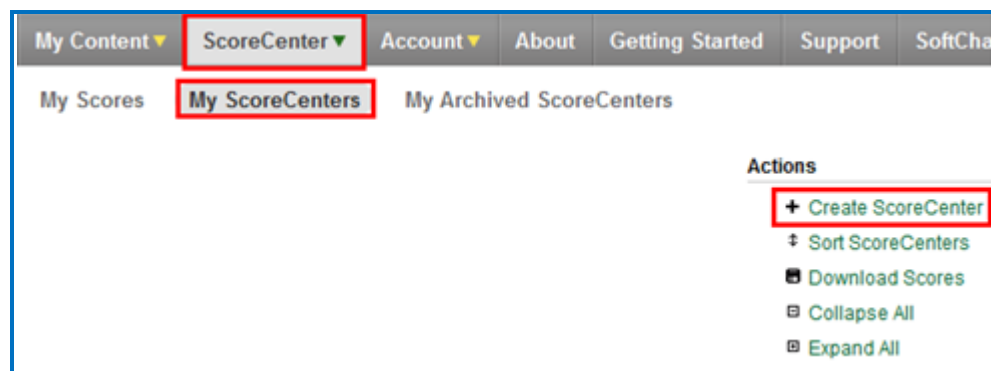 My Content ScoreCenter Account About Getting Started Support SoftCha
My Scores My ScoreCenters My Archived ScoreCenters
Actions
Create ScoreCenter
Sort ScoreCenters
Download Scores
Collapse All
Expand All